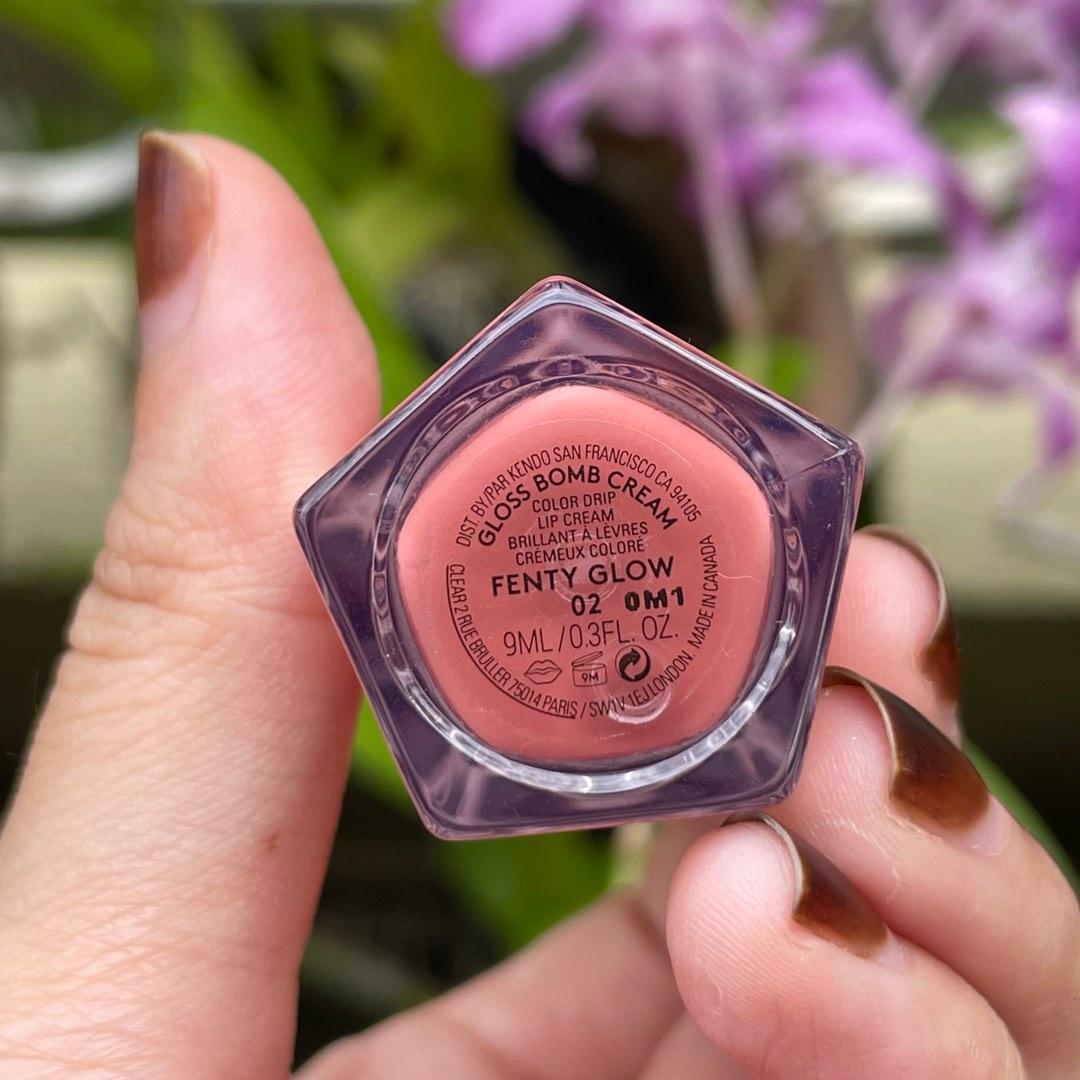 DIST BY/PAR KENDO SAN FRANCISCO CA 94105
GLOSS BOMB CREAM
COLOR DRIP
LIP CREAM
BRILLANT À LÈVRES
CRÉMEUX COLORÉ
FENTY GLOW
02 0M1
9ML/0.3FL. OZ.
9M
CLEAR 2 RUE BRULLER 75014 PARIS / SW1V 1EJ LONDON. MADE IN CANADA